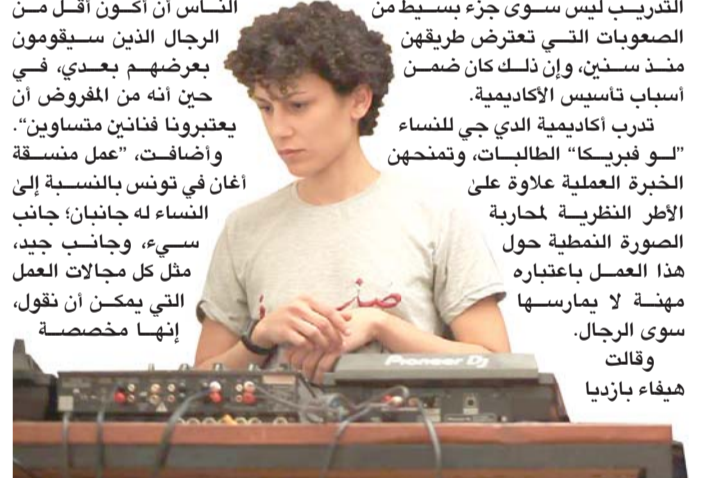 التدريب ليس سوى جزء بسيط من
الصعوبات التي تعترض طريقهن
منذ سنين، وإن ذلك كان ضمن
أسباب تأسيس الأكاديمية.
تدرب أكاديمية الدي جي للنساء
”لو فبريكا“ الطالبات، وتمنحهن
الخبرة العملية علاوة على
الأطر النظرية لمحاربة
الصورة النمطية حول
هذا العمل باعتباره
مهنة لا يمارسها
سوى الرجال.
وقالت
هيفاء بازديا
الناس أن أكون أقل من
الرجال الذين سيقومون
بعرضهم بعدي، في
حين أنه من المفروض أن
يعتبرونا فنانين متساوين“.
وأضافت، ”عمل منسقة
أغان في تونس بالنسبة إلى
النساء له جانبان؛ جانب
سيء، وجانب جيد،
مثل كل مجالات العمل
التي يمكن أن نقول،
إنها مخصصة
Pioneer Dj